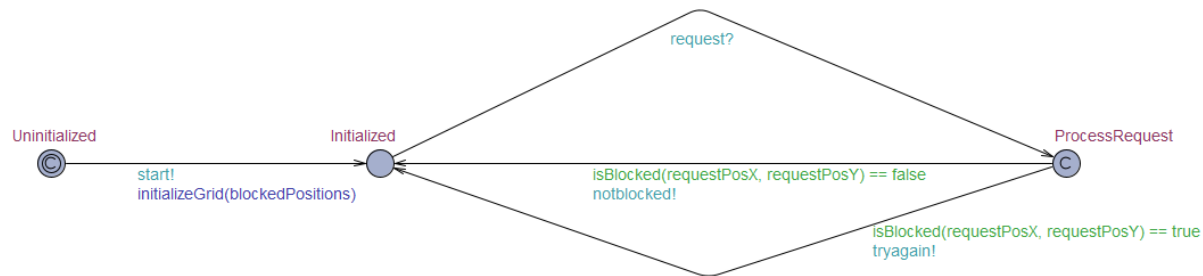 request?
Uninitialized
Initialized
ProcessRequest
C
C
start!
initializeGrid(blockedPositions)
isBlocked(requestPosX, requestPosY) == false
notblocked!
isBlocked(requestPosX, requestPosY) == true
tryagain!